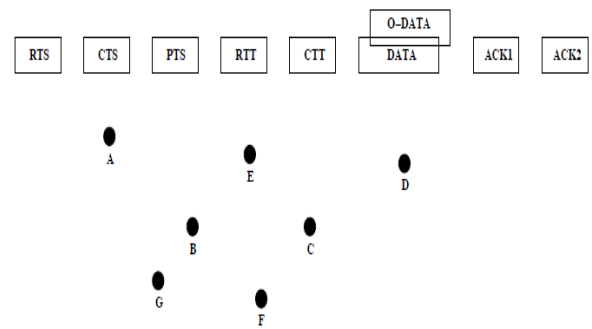 O–DATA
RTS CTS PTS RTT CTT DATA ACK1 ACK2
A
E
D
B
C
G
F